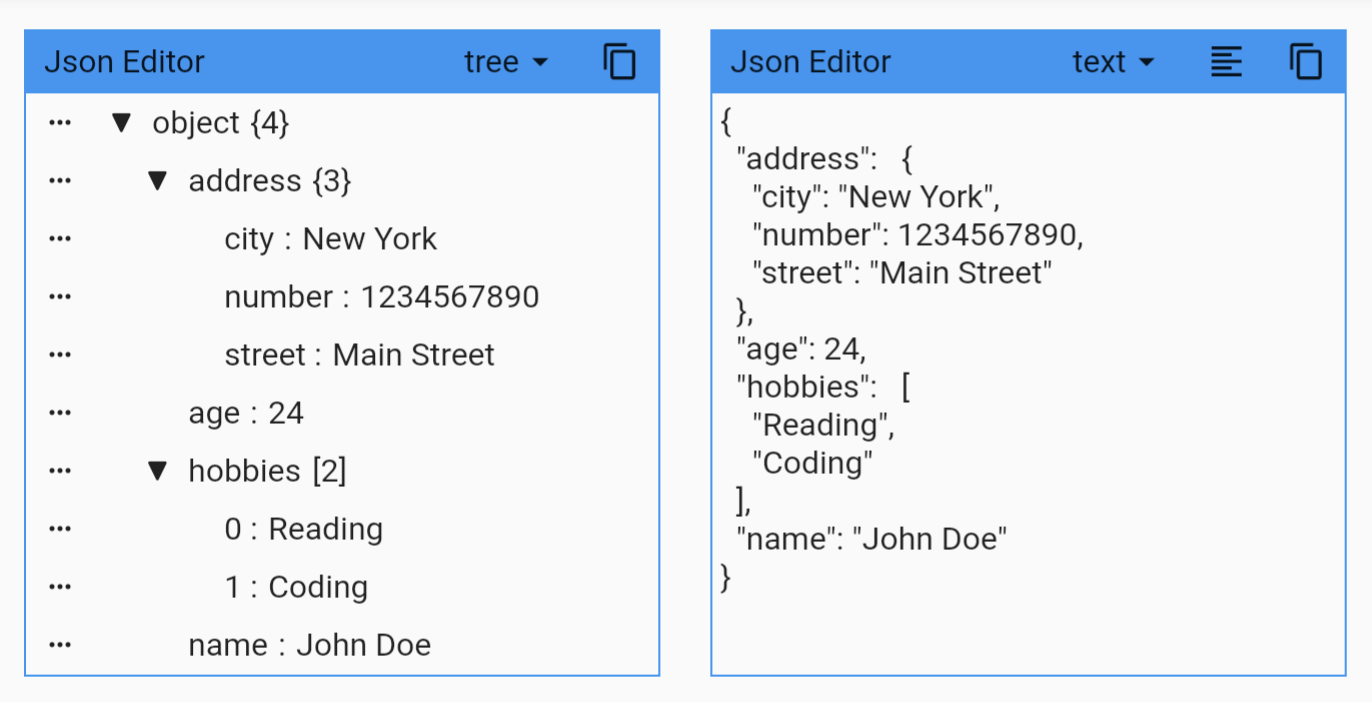 Json Editor tree
... ▼ object {4}
... ▼ address {3}
... city : New York
... number : 1234567890
... street : Main Street
... age : 24
... ▼ hobbies [2]
... 0 : Reading
... 1 : Coding
... name : John Doe
Json Editor text
{
"address": {
"city": "New York",
"number": 1234567890,
"street": "Main Street"
},
"age": 24,
"hobbies": [
"Reading",
"Coding"
],
"name": "John Doe"
}